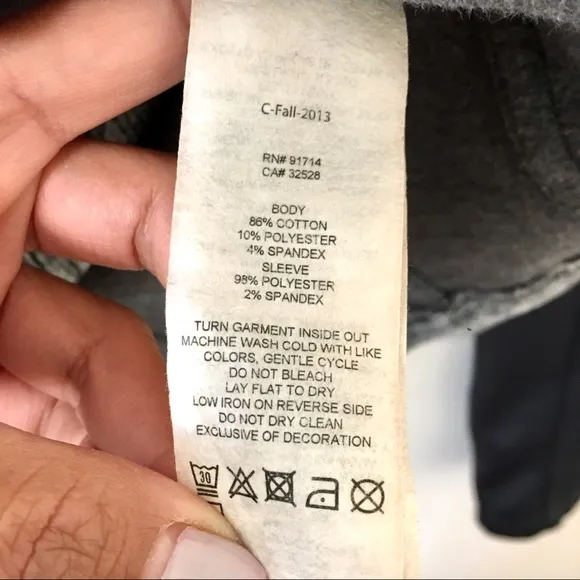 C-Fall-2013
RN# 91714
CA# 32528
BODY
86% COTTON
10% POLYESTER
4% SPANDEX
SLEEVE
98% POLYESTER
2% SPANDEX
TURN GARMENT INSIDE OUT
MACHINE WASH COLD WITH LIKE
COLORS, GENTLE CYCLE
DO NOT BLEACH
LAY FLAT TO DRY
LOW IRON ON REVERSE SIDE
DO NOT DRY CLEAN
EXCLUSIVE OF DECORATION
30